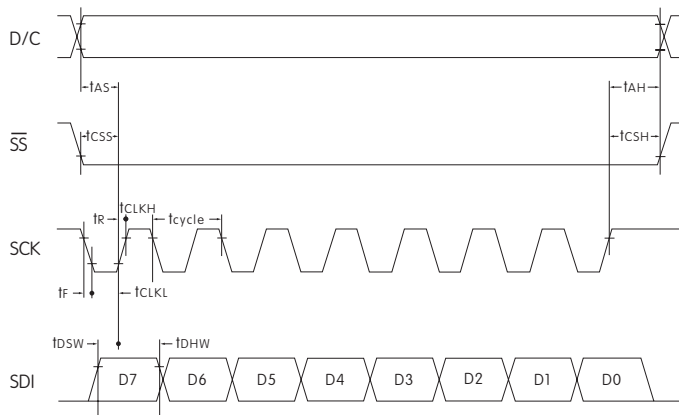 D/C
tAS
tAH
SS
tCSS
tCSH
tR
tCLKH
tcycle
SCK
tF
tCLKL
tDSW
tDHW
SDI
D7
D6
D5
D4
D3
D2
D1
D0